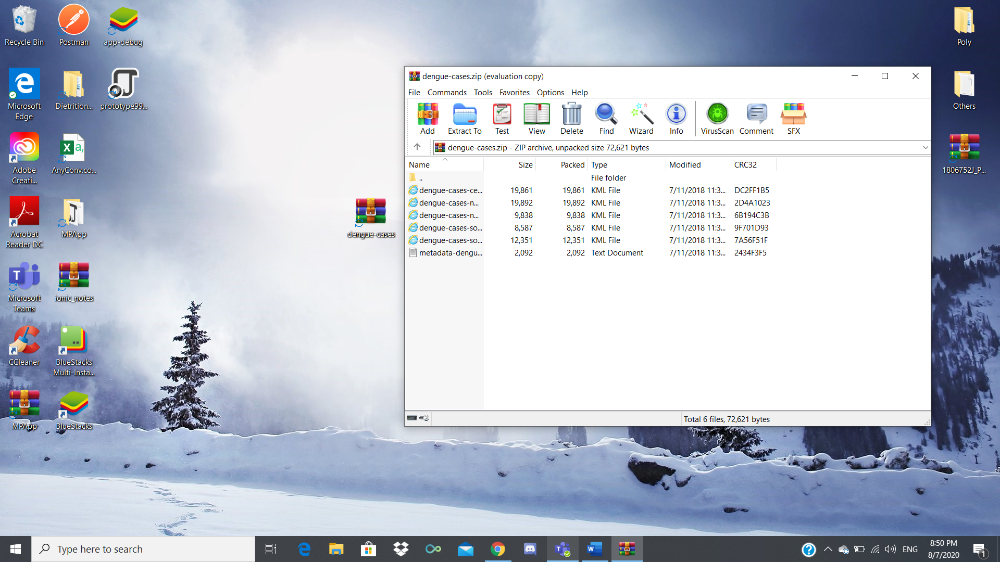 Recycle Bin
Postman
app-debug
Microsoft
Edge
Dietrition...
prototype99...
Adobe
Creati...
AnyConv.co...
Acrobat
Reader DC
MPApp
Microsoft
Teams
ionic_notes
CCleaner
BlueStacks
Multi-Insta...
MPApp
BlueStacks
dengue-cases
Poly
Others
1806752J_P...
dengue-cases.zip (evaluation copy)
File Commands Tools Favorites Options Help
Add Extract To Test View Delete Find Wizard Info VirusScan Comment SFX
dengue-cases.zip - ZIP archive, unpacked size 72,621 bytes
Name Size Packed Type Modified CRC32
.. File folder
dengue-cases-ce... 19,861 19,861 KML File 7/11/2018 11:3... DC2FF1B5
dengue-cases-n... 19,892 19,892 KML File 7/11/2018 11:3... 2D4A1023
dengue-cases-n... 9,838 9,838 KML File 7/11/2018 11:3... 6B194C3B
dengue-cases-so... 8,587 8,587 KML File 7/11/2018 11:3... 9F701D93
dengue-cases-so... 12,351 12,351 KML File 7/11/2018 11:3... 7A56F51F
metadata-dengu... 2,092 2,092 Text Document 7/11/2018 11:3... 2434F3F5
Total 6 files, 72,621 bytes
Type here to search
ENG
8:50 PM
8/7/2020
1